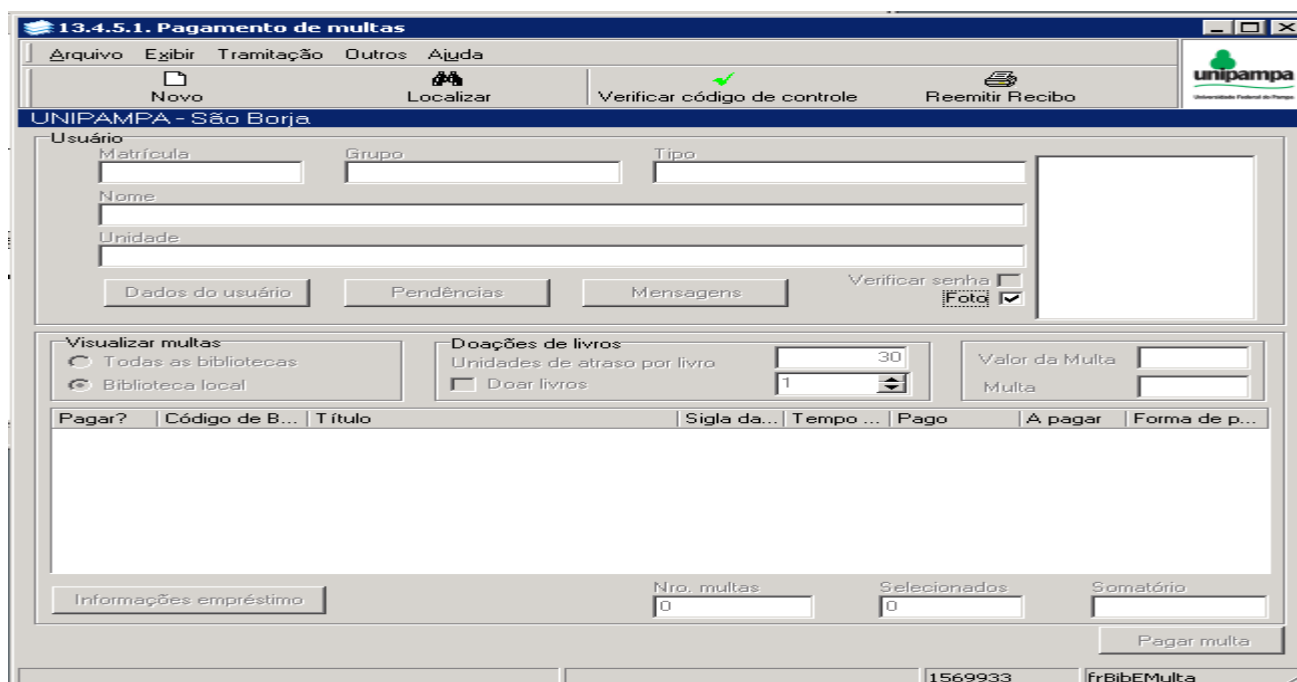 13.4.5.1. Pagamento de multas
Arquivo Exibir Tramitação Outros Ajuda
Novo Localizar Verificar código de controle Reemitir Recibo
unipampa
Universidade Federal do Pampa
UNIPAMPA - São Borja
Usuário
Matrícula Grupo Tipo
Nome
Unidade
Verificar senha
Dados do usuário Pendências Mensagens
Foto
Visualizar multas Doações de livros
Todas as bibliotecas Unidades de atraso por livro 30 Valor da Multa
Biblioteca local Doar livros 1 Multa
Pagar? Código de B... Título Sigla da... Tempo ... Pago A pagar Forma de p...
Nro. multas Selecionados Somatório
Informações empréstimo 0 0
Pagar multa
1569933 frBibEMulta